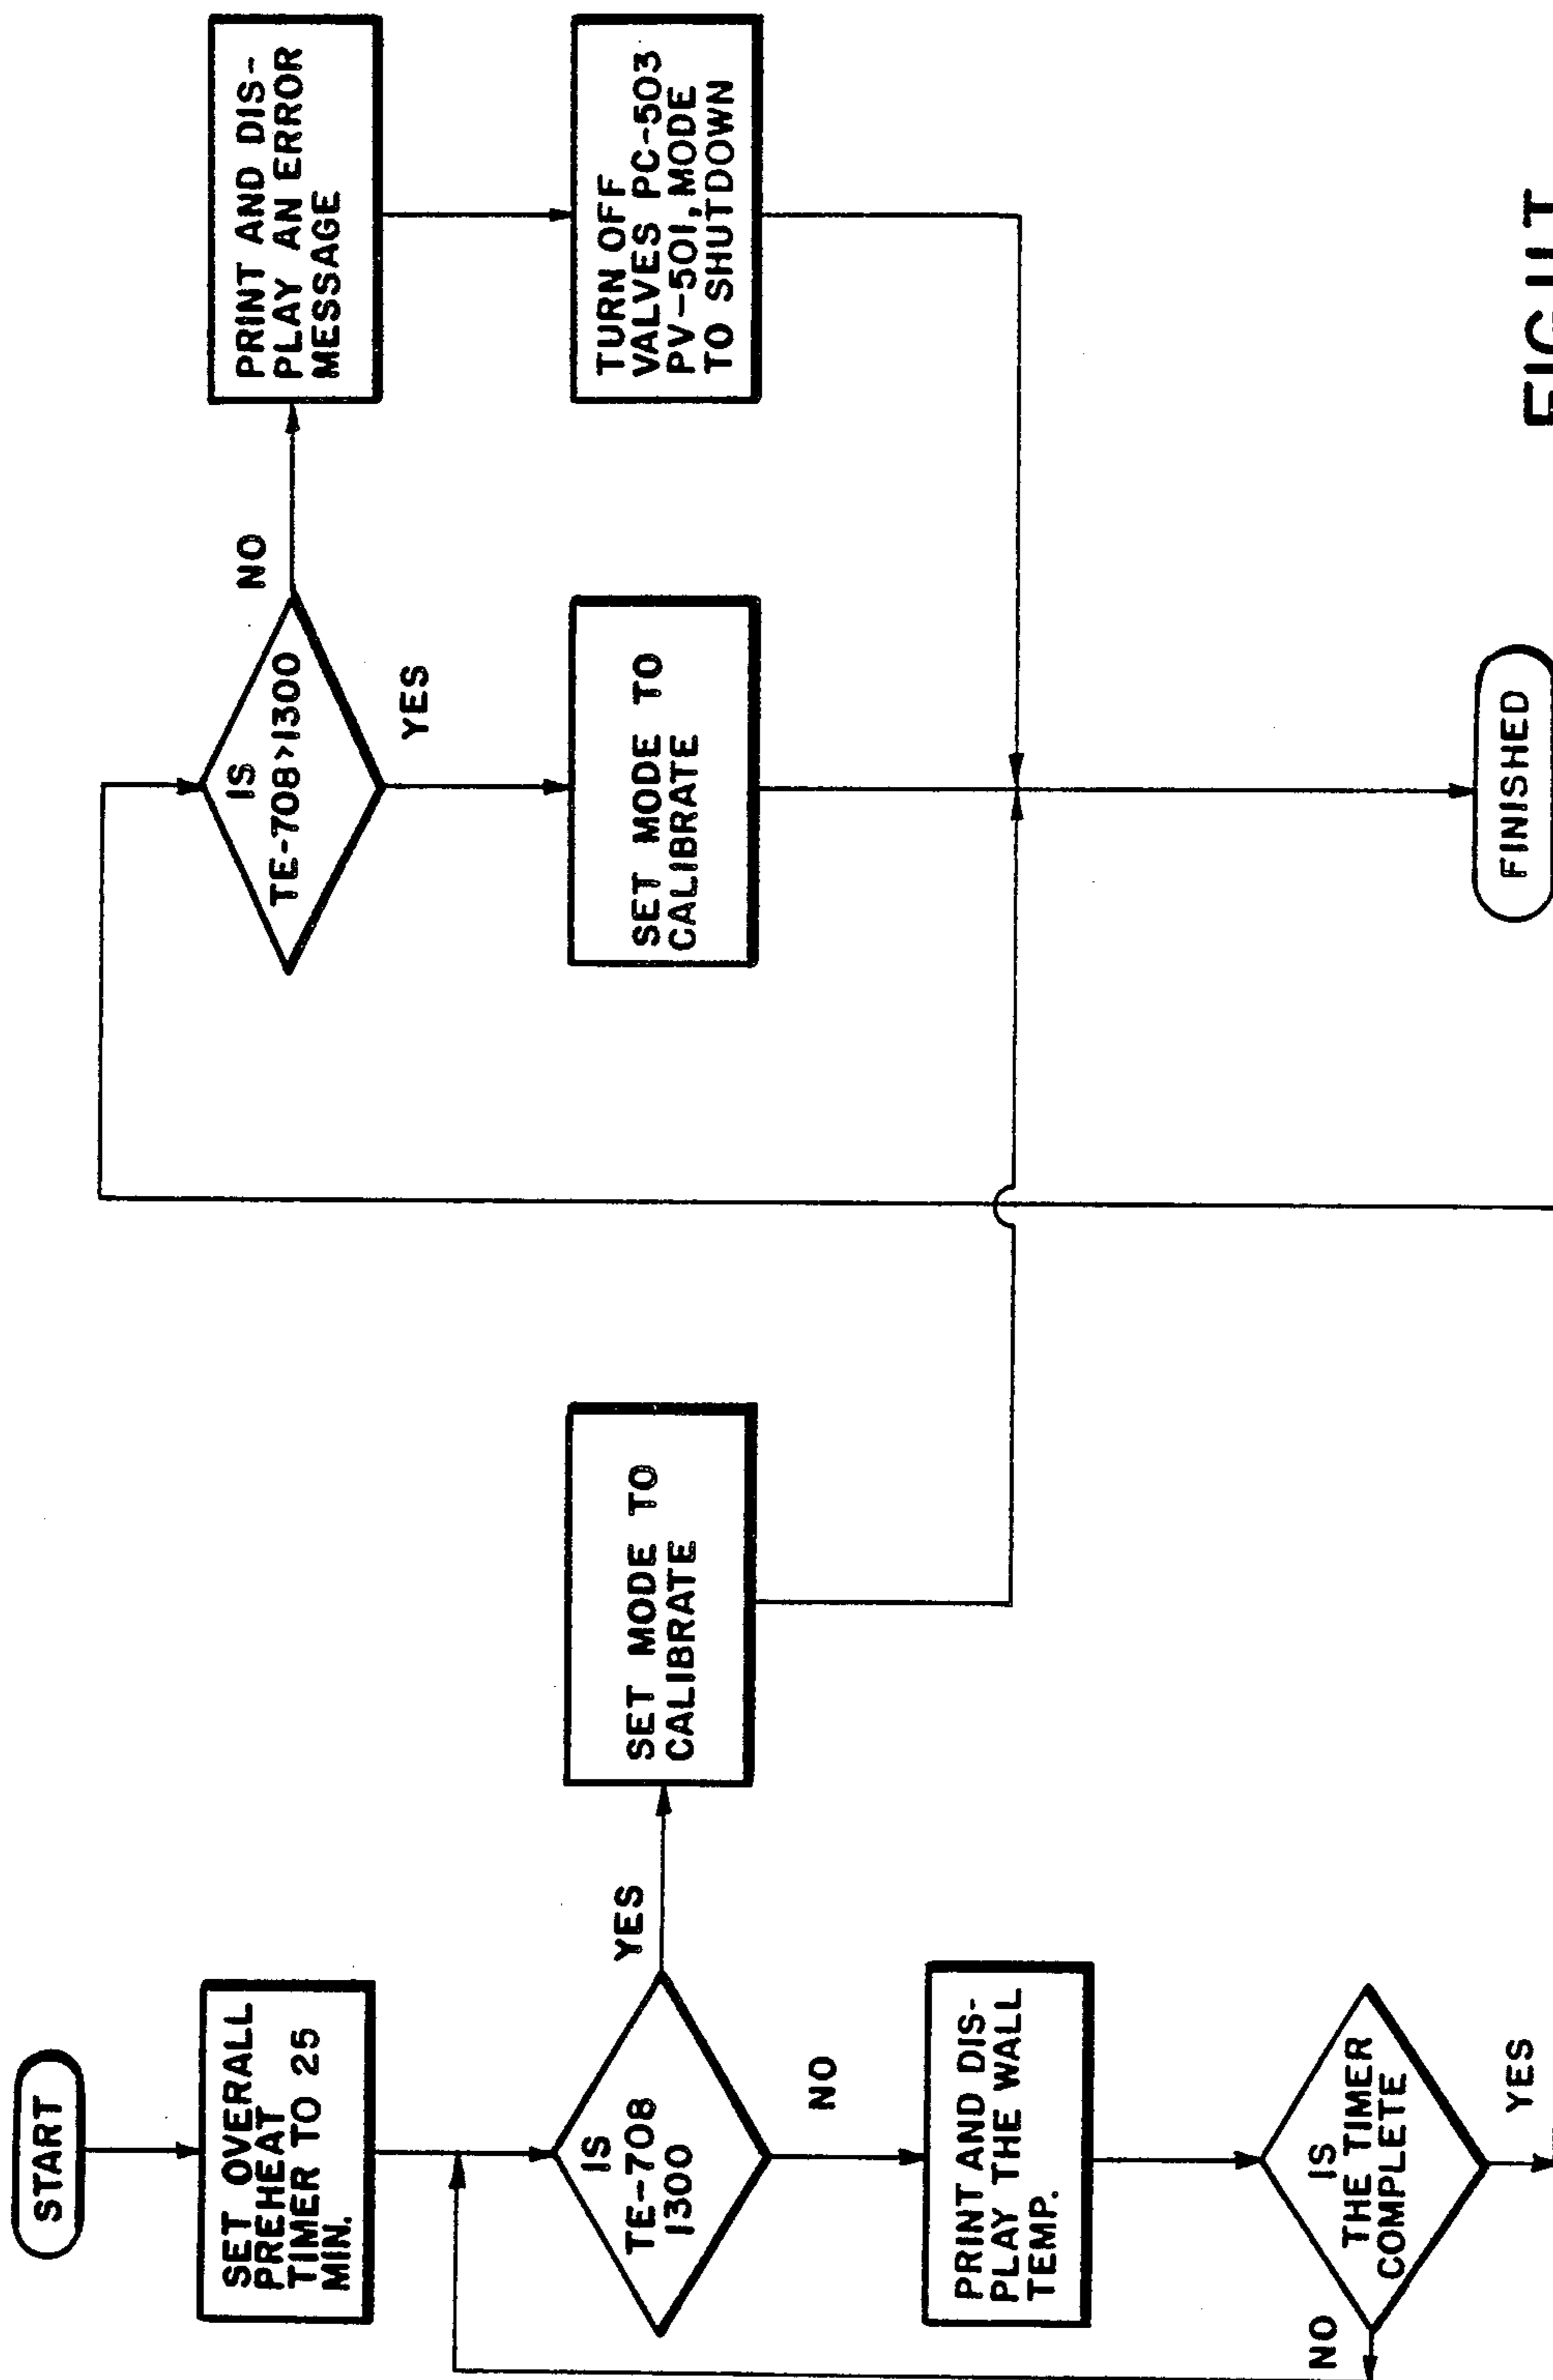 START
SET OVERALL
PREHEAT
TIMER TO 25
MIN.
IS
TE-708
1300
YES
SET MODE TO
CALIBRATE
NO
PRINT AND DIS-
PLAY THE WALL
TEMP.
IS
THE TIMER
COMPLETE
NO
YES
IS
TE-708>1300
NO
PRINT AND DIS-
PLAY AN ERROR
MESSAGE
TURN OFF
VALVES PC-503
PV-501, MODE
TO SHUTDOWN
YES
SET MODE TO
CALIBRATE
FINISHED